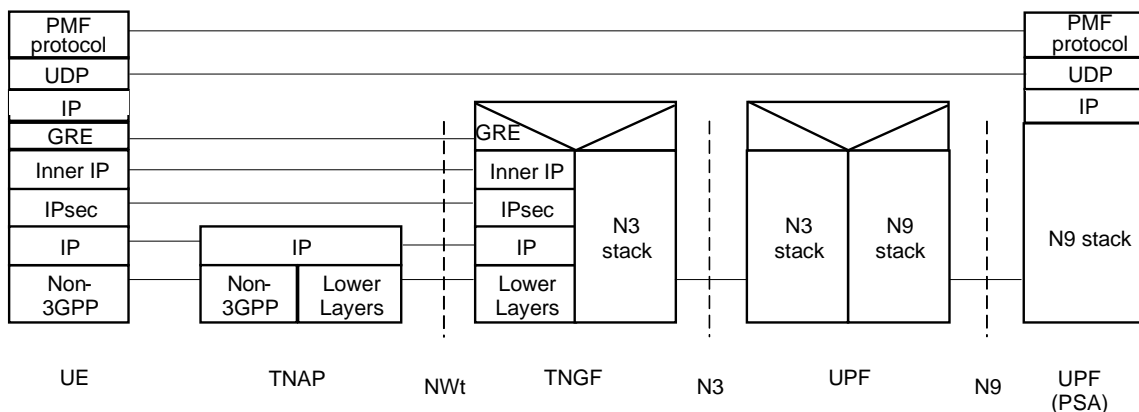 PMF
protocol
UDP
IP
GRE
Inner IP
IPsec
IP
Non-
3GPP
UE
IP
Non-
3GPP
Lower
Layers
TNAP
NWt
GRE
Inner IP
IPsec
IP
Lower
Layers
N3
stack
TNGF
N3
N3
stack
N9
stack
UPF
N9
PMF
protocol
UDP
IP
N9 stack
UPF
(PSA)